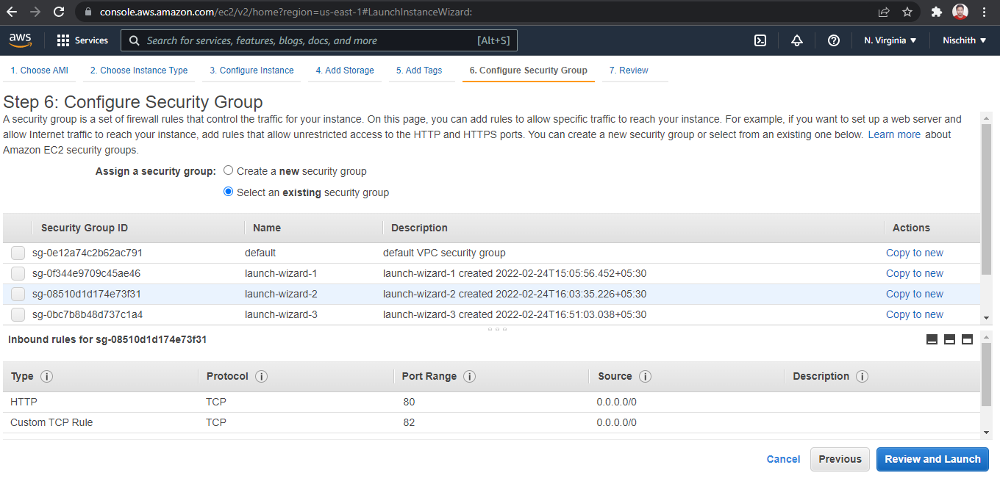 console.aws.amazon.com/ec2/v2/home?region=us-east-1#LaunchInstanceWizard:
aws Services Search for services, features, blogs, docs, and more [Alt+S] N. Virginia Nischith
1. Choose AMI 2. Choose Instance Type 3. Configure Instance 4. Add Storage 5. Add Tags 6. Configure Security Group 7. Review
Step 6: Configure Security Group
A security group is a set of firewall rules that control the traffic for your instance. On this page, you can add rules to allow specific traffic to reach your instance. For example, if you want to set up a web server and
allow Internet traffic to reach your instance, add rules that allow unrestricted access to the HTTP and HTTPS ports. You can create a new security group or select from an existing one below. Learn more about
Amazon EC2 security groups.
Assign a security group: Create a new security group
Select an existing security group
Security Group ID Name Description Actions
sg-0e12a74c2b62ac791 default default VPC security group Copy to new
sg-0f344e9709c45ae46 launch-wizard-1 launch-wizard-1 created 2022-02-24T15:05:56.452+05:30 Copy to new
sg-08510d1d174e73f31 launch-wizard-2 launch-wizard-2 created 2022-02-24T16:03:35.226+05:30 Copy to new
sg-0bc7b8b48d737c1a4 launch-wizard-3 launch-wizard-3 created 2022-02-24T16:51:03.038+05:30 Copy to new
Inbound rules for sg-08510d1d174e73f31
Type Protocol Port Range Source Description
HTTP TCP 80 0.0.0.0/0
Custom TCP Rule TCP 82 0.0.0.0/0
Cancel Previous Review and Launch